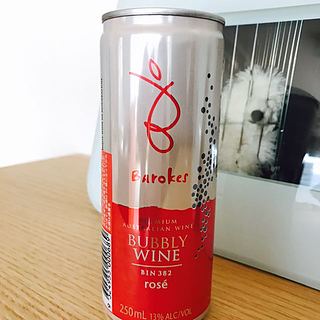 Barokes
PREMIUM
AUSTRALIAN WINE
BUBBLY
WINE
BIN 382
rosé
250mL 13% ALC/VOL